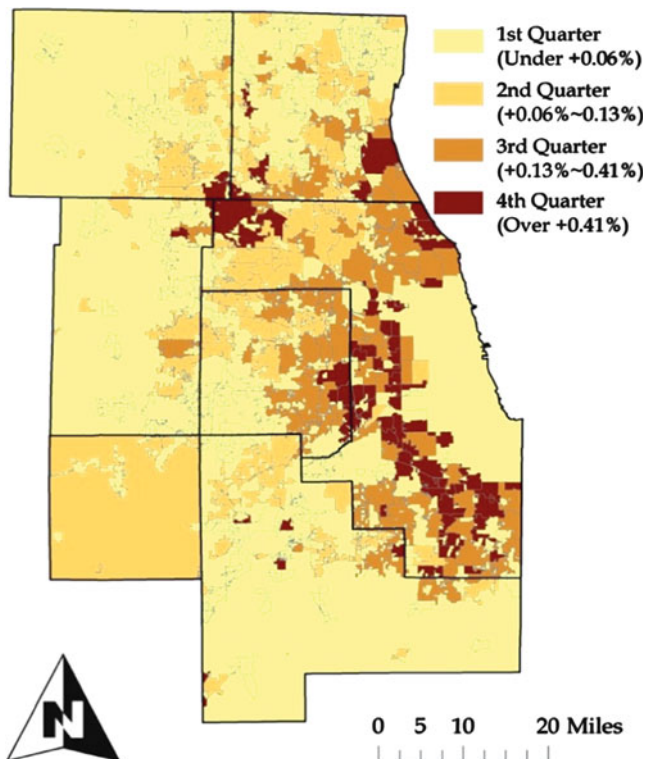 1st Quarter
(Under +0.06%)
2nd Quarter
(+0.06%~0.13%)
3rd Quarter
(+0.13%~0.41%)
4th Quarter
(Over +0.41%)
N
0 5 10 20 Miles